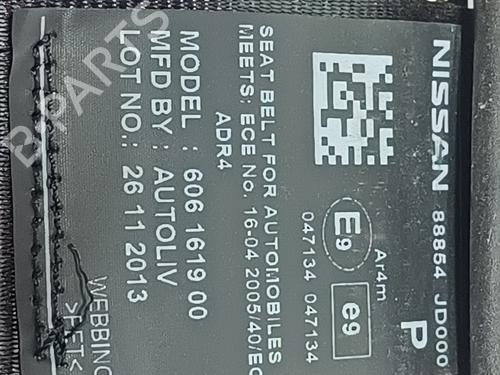 NISSAN 88854 JD000
P
Ar4m
E9 e9
047134 047134
SEAT BELT FOR AUTOMOBILES
MEETS: ECE No. 16-04 2005/40/EC
ADR4
MODEL : 606 1619 00
MFD BY : AUTOLIV
LOT NO.: 26 11 2013
WEBBING
>PET<
B-PARTS